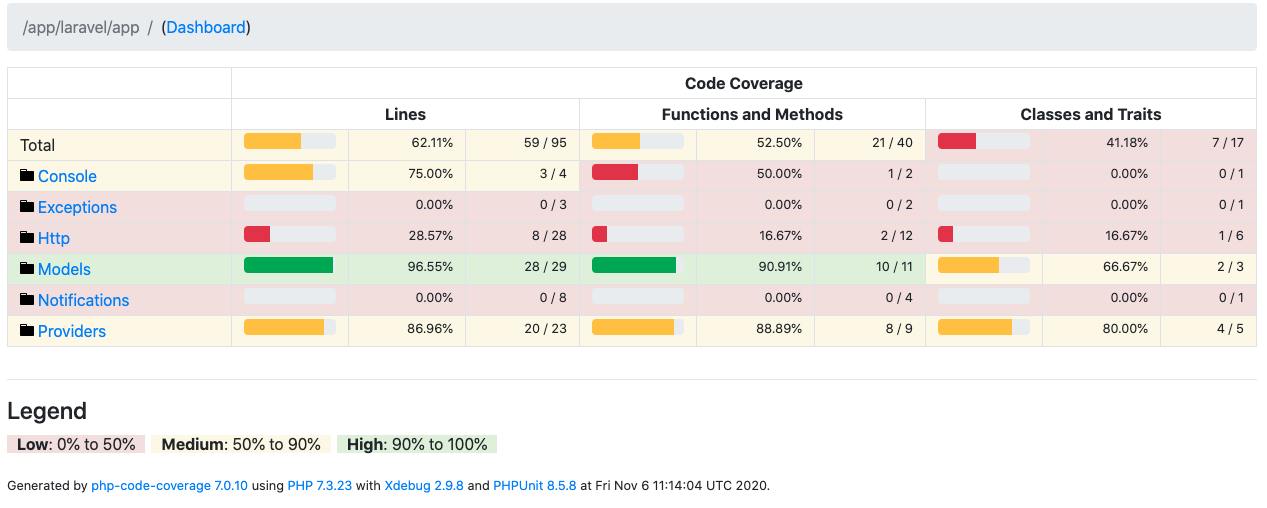 /app/laravel/app / (Dashboard)
Code Coverage
Lines Functions and Methods Classes and Traits
Total 62.11% 59 / 95 52.50% 21 / 40 41.18% 7 / 17
Console 75.00% 3 / 4 50.00% 1 / 2 0.00% 0 / 1
Exceptions 0.00% 0 / 3 0.00% 0 / 2 0.00% 0 / 1
Http 28.57% 8 / 28 16.67% 2 / 12 16.67% 1 / 6
Models 96.55% 28 / 29 90.91% 10 / 11 66.67% 2 / 3
Notifications 0.00% 0 / 8 0.00% 0 / 4 0.00% 0 / 1
Providers 86.96% 20 / 23 88.89% 8 / 9 80.00% 4 / 5
Legend
Low: 0% to 50% Medium: 50% to 90% High: 90% to 100%
Generated by php-code-coverage 7.0.10 using PHP 7.3.23 with Xdebug 2.9.8 and PHPUnit 8.5.8 at Fri Nov 6 11:14:04 UTC 2020.